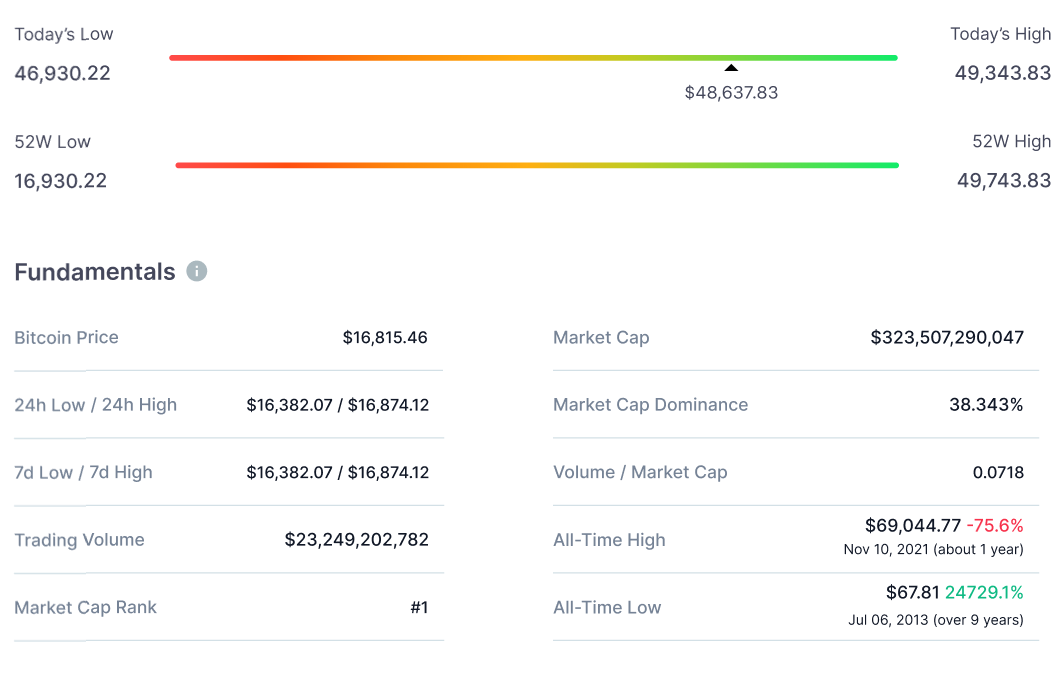 Today’s Low Today’s High
46,930.22 49,343.83
$48,637.83
52W Low 52W High
16,930.22 49,743.83
Fundamentals
Bitcoin Price $16,815.46 Market Cap $323,507,290,047
24h Low / 24h High $16,382.07 / $16,874.12 Market Cap Dominance 38.343%
7d Low / 7d High $16,382.07 / $16,874.12 Volume / Market Cap 0.0718
Trading Volume $23,249,202,782 All-Time High $69,044.77 -75.6%
Nov 10, 2021 (about 1 year)
Market Cap Rank #1 All-Time Low $67.81 24729.1%
Jul 06, 2013 (over 9 years)